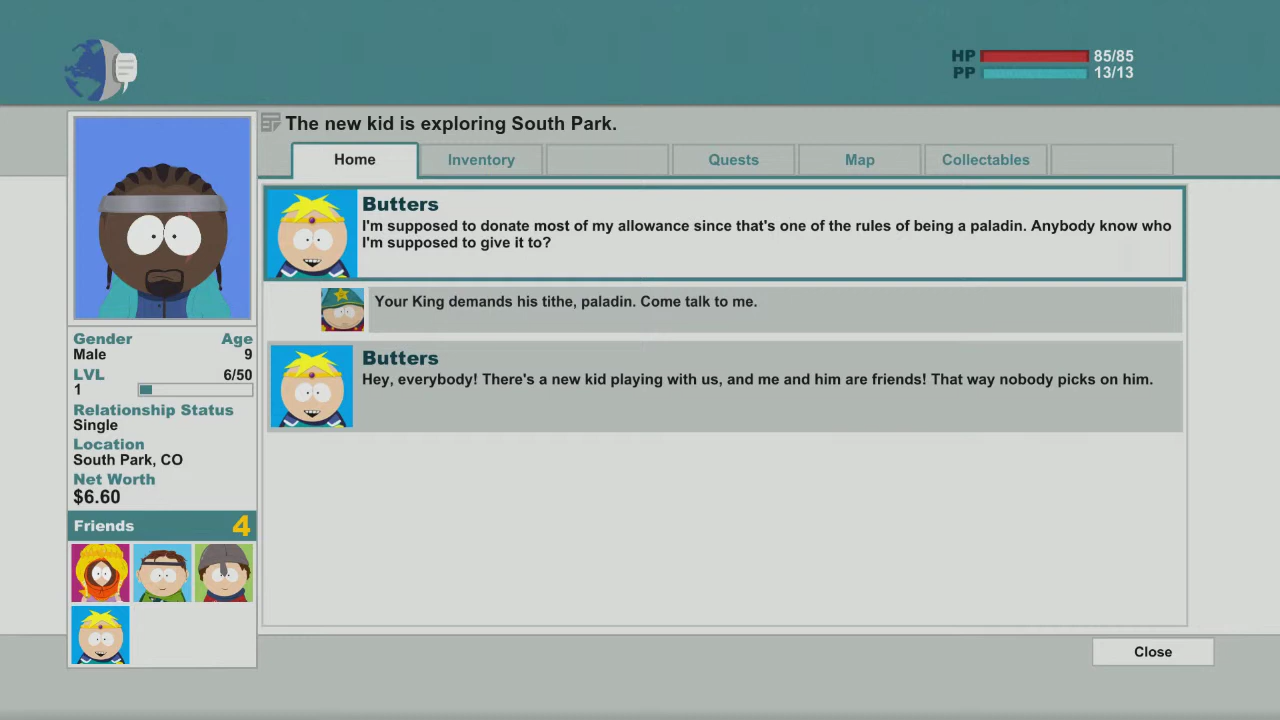 HP 85/85
PP 13/13
The new kid is exploring South Park.
Home Inventory Quests Map Collectables
Butters
I'm supposed to donate most of my allowance since that's one of the rules of being a paladin. Anybody know who
I'm supposed to give it to?
Your King demands his tithe, paladin. Come talk to me.
Butters
Hey, everybody! There's a new kid playing with us, and me and him are friends! That way nobody picks on him.
Gender Age
Male 9
LVL 6/50
1
Relationship Status
Single
Location
South Park, CO
Net Worth
$6.60
Friends 4
Close